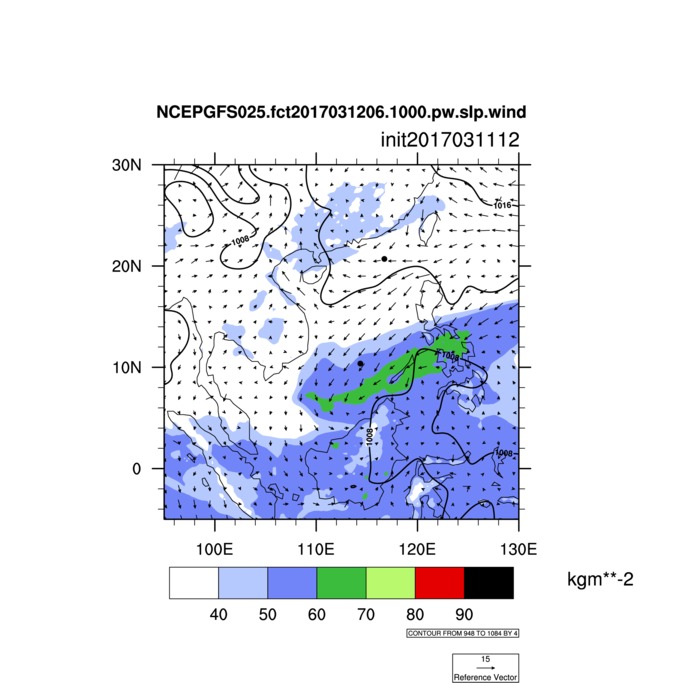 NCEPGFS025.fct2017031206.1000.pw.slp.wind
init2017031112
30N
1016
1008
20N
10N
1008
1008
1008
0
100E 110E 120E 130E
kgm**-2
40 50 60 70 80 90
CONTOUR FROM 948 TO 1084 BY 4
15
Reference Vector